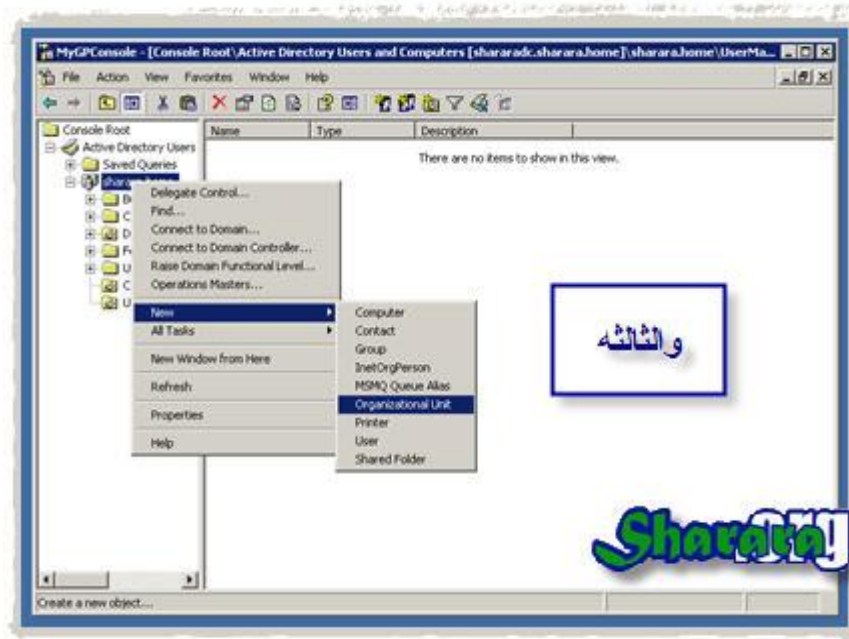 MyGPConsole - [Console Root\Active Directory Users and Computers [shararadc.sharara.home]\sharara.home\UserMa...
File Action View Favorites Window Help
Console Root
Active Directory Users
Saved Queries
Name Type Description
There are no items to show in this view.
Delegate Control...
Find...
Connect to Domain...
Connect to Domain Controller...
Raise Domain Functional Level...
Operations Masters...
New
All Tasks
New Window from Here
Refresh
Properties
Help
Computer
Contact
Group
InetOrgPerson
MSMQ Queue Alias
Organizational Unit
Printer
User
Shared Folder
والثالثه
Sharara.org
Create a new object...